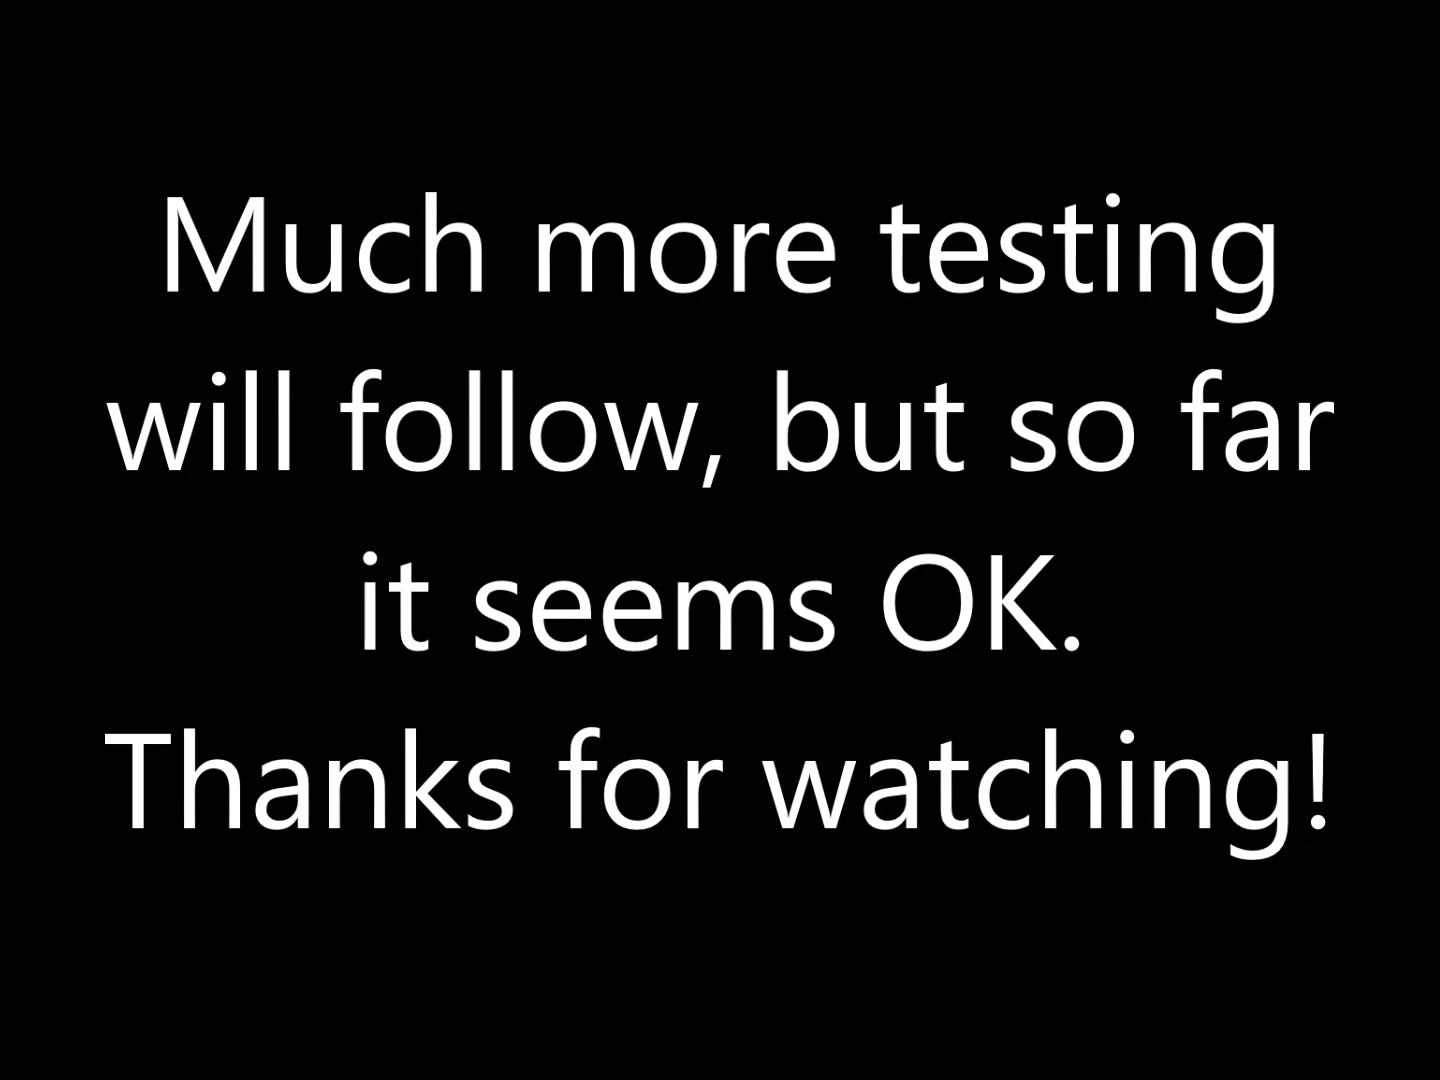 Much more testing
will follow, but so far
it seems OK.
Thanks for watching!